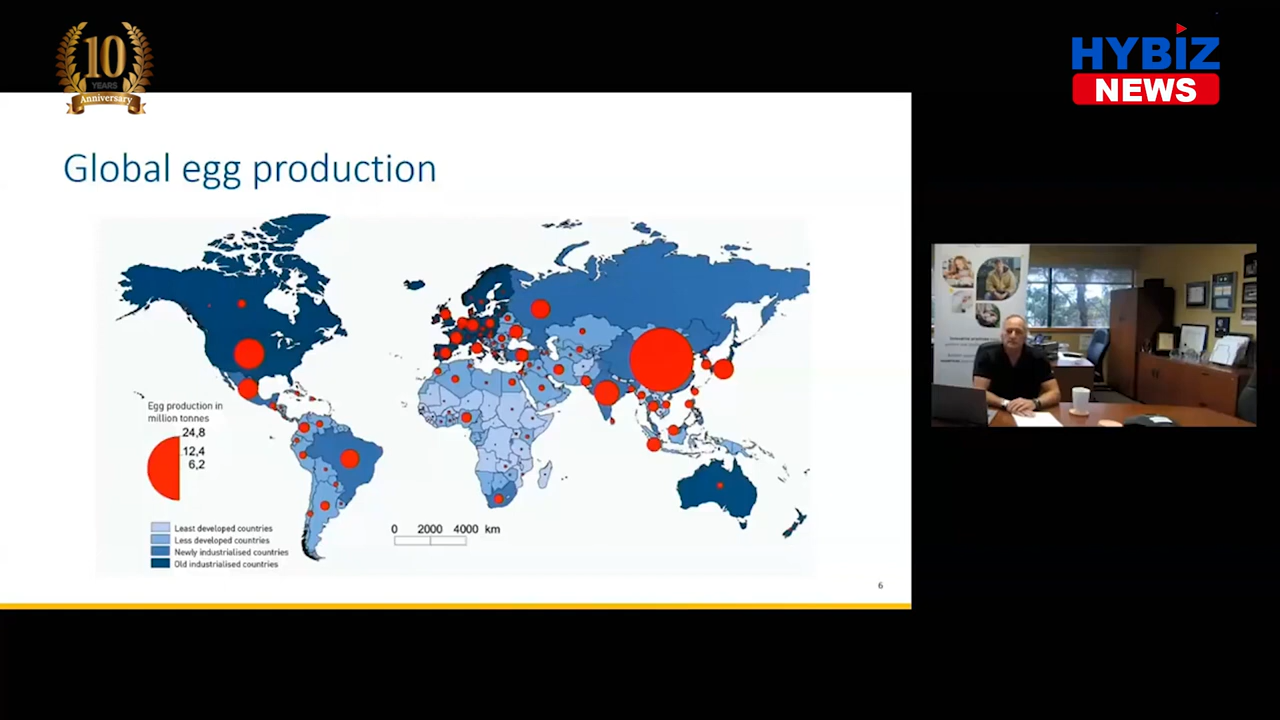 10
YEARS
Anniversary
HYBIZ
NEWS
Global egg production
Egg production in
million tonnes
24,8
12,4
6,2
Least developed countries
Less developed countries
Newly industrialised countries
Old industrialised countries
0 2000 4000 km
6